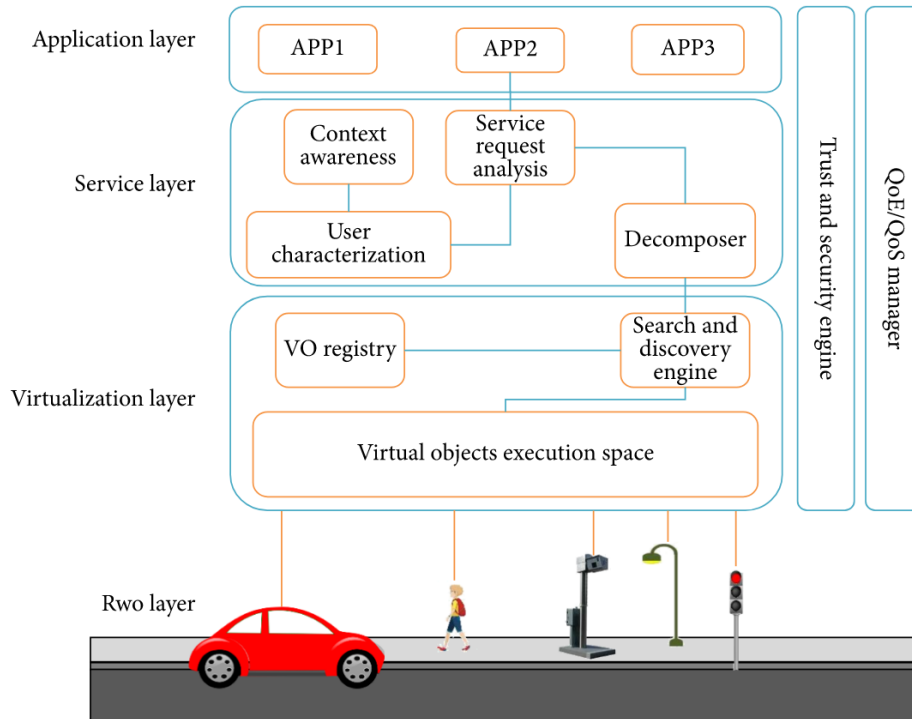 Application layer
APP1
APP2
APP3
Service layer
Context
awareness
Service
request
analysis
User
characterization
Decomposer
Virtualization layer
VO registry
Search and
discovery
engine
Virtual objects execution space
Rwo layer
Trust and security engine
QoE/QoS manager